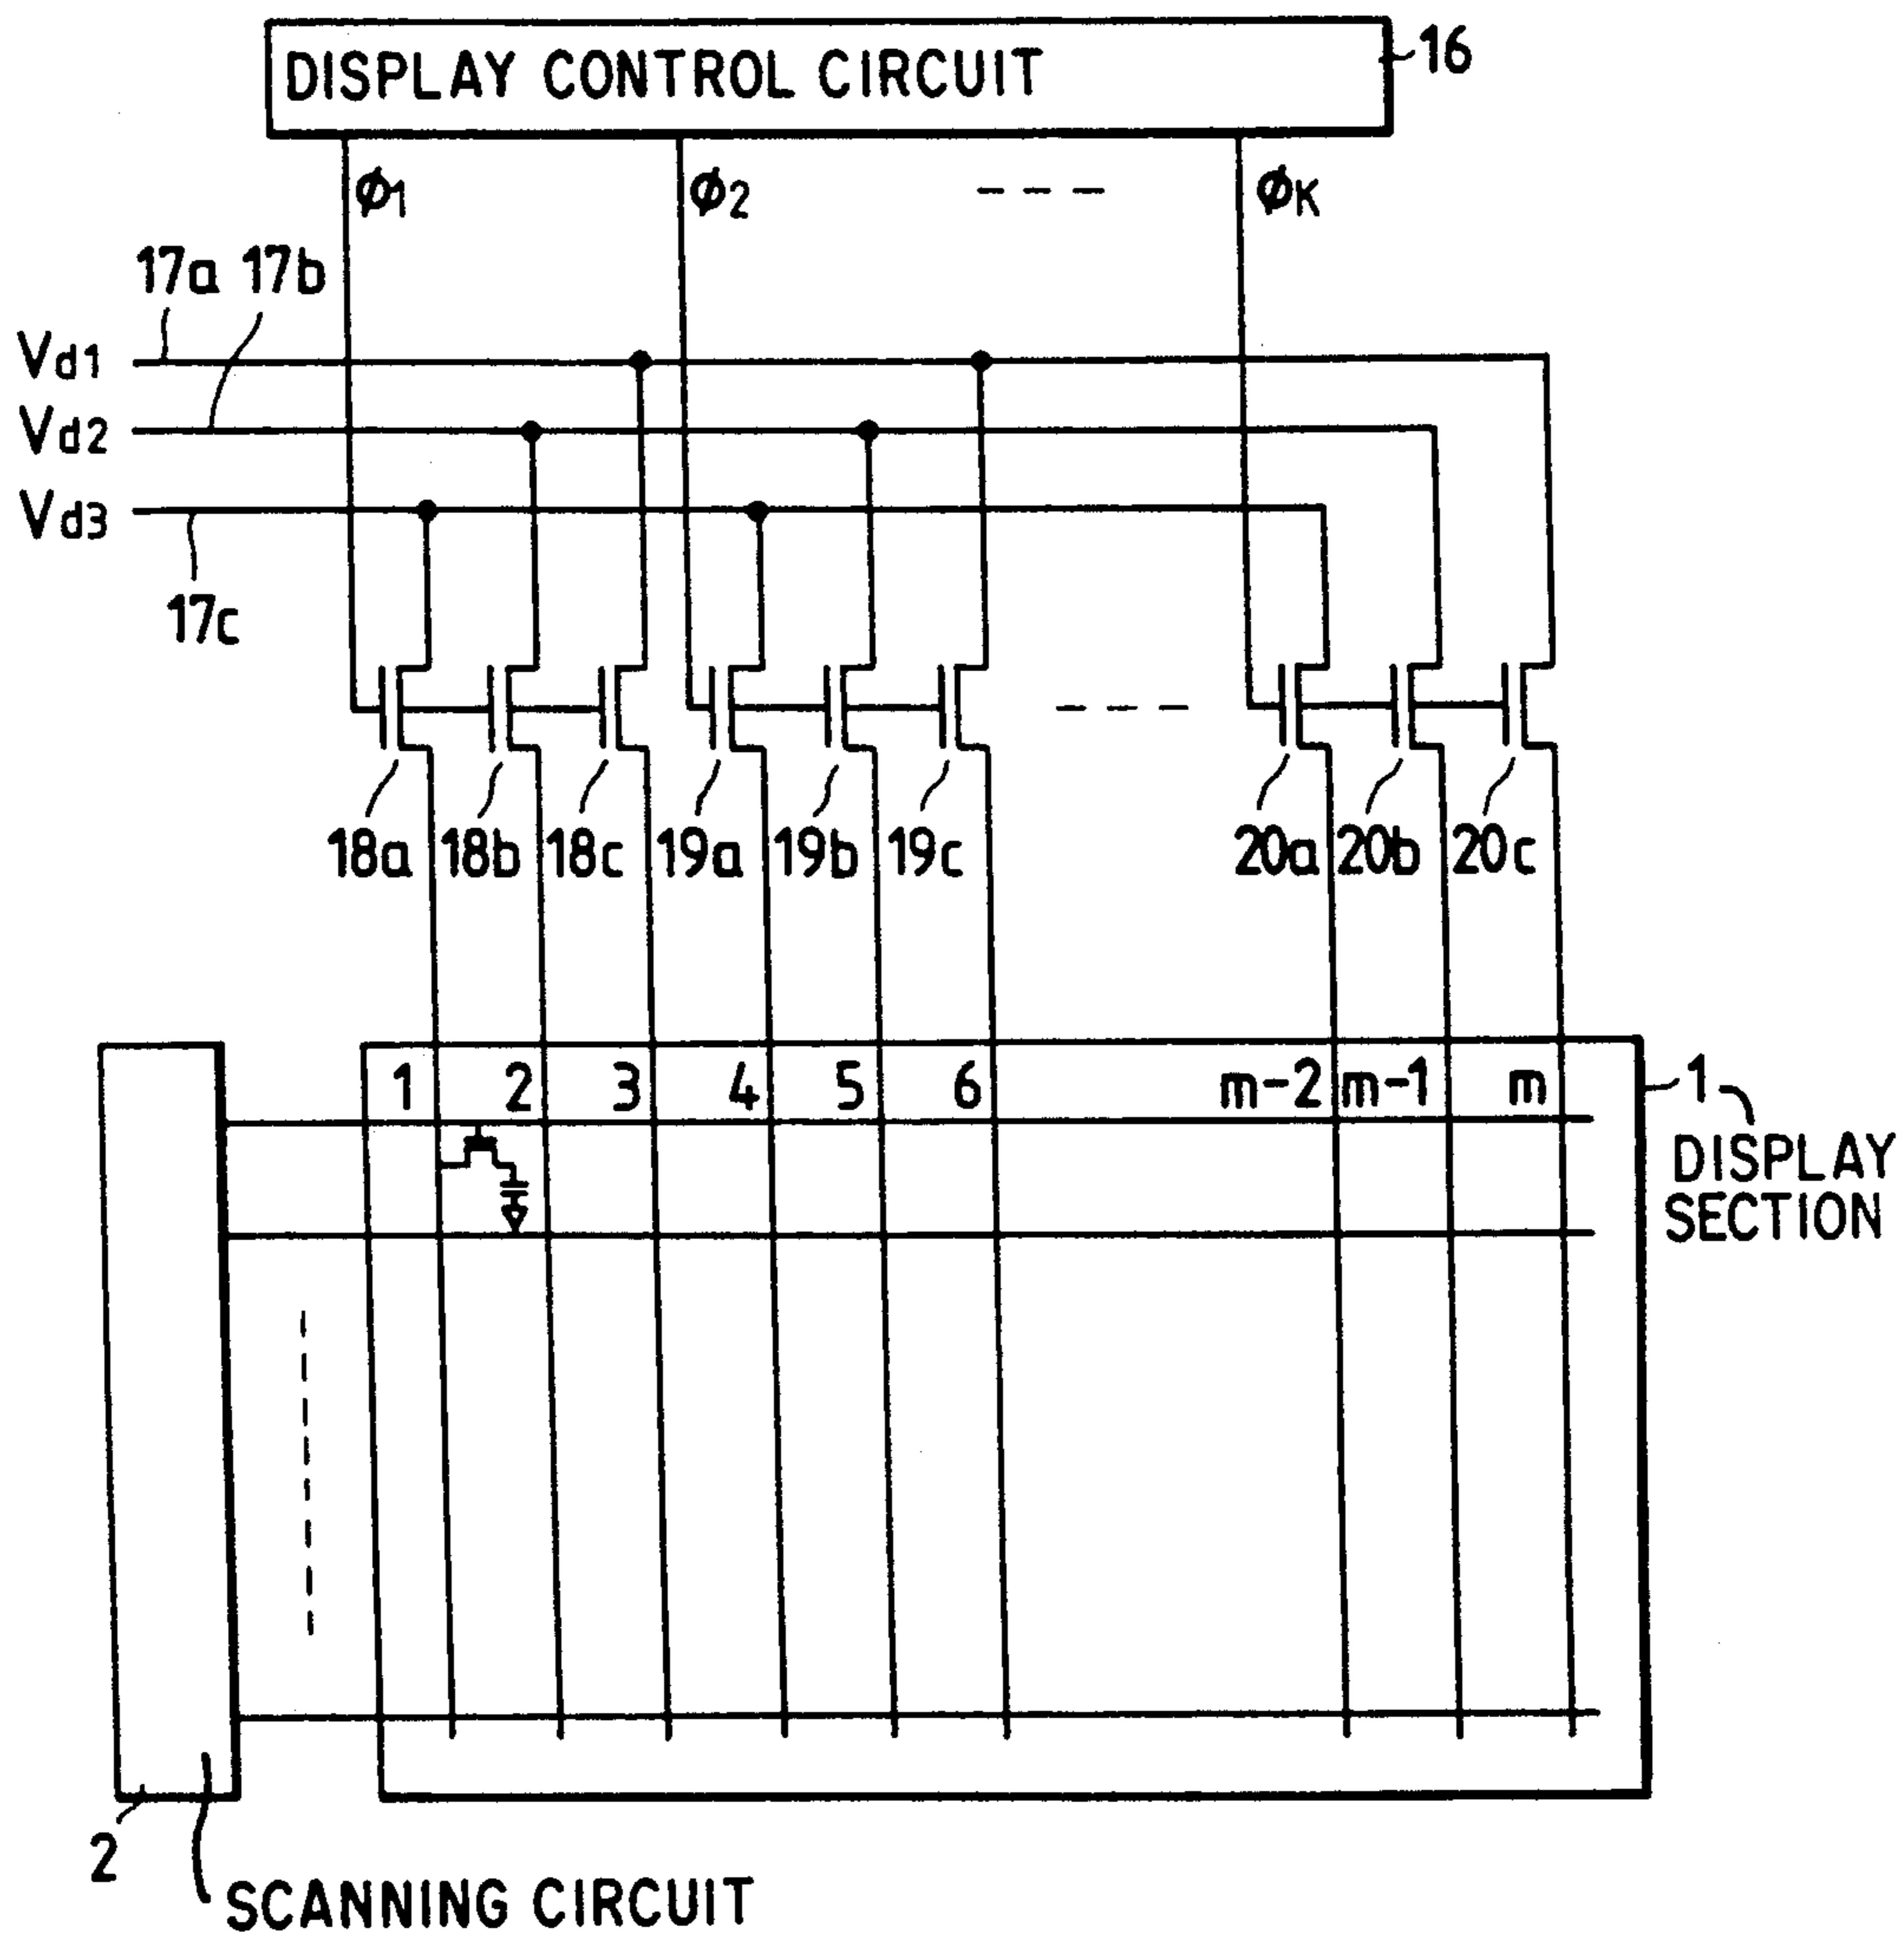 DISPLAY CONTROL CIRCUIT
16
ϕ1 ϕ2 --- ϕK
17a 17b
Vd1
Vd2
Vd3
17c
---
18a 18b 18c 19a 19b 19c 20a 20b 20c
1 2 3 4 5 6 m-2 m-1 m
1
DISPLAY
SECTION
2
SCANNING CIRCUIT